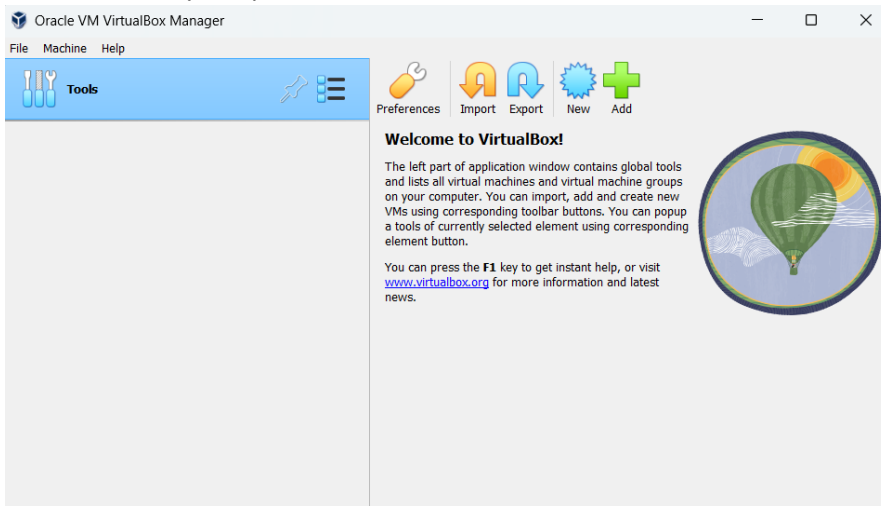 Oracle VM VirtualBox Manager
File Machine Help
Tools
Preferences Import Export New Add
Welcome to VirtualBox!
The left part of application window contains global tools
and lists all virtual machines and virtual machine groups
on your computer. You can import, add and create new
VMs using corresponding toolbar buttons. You can popup
a tools of currently selected element using corresponding
element button.
You can press the F1 key to get instant help, or visit
www.virtualbox.org for more information and latest
news.